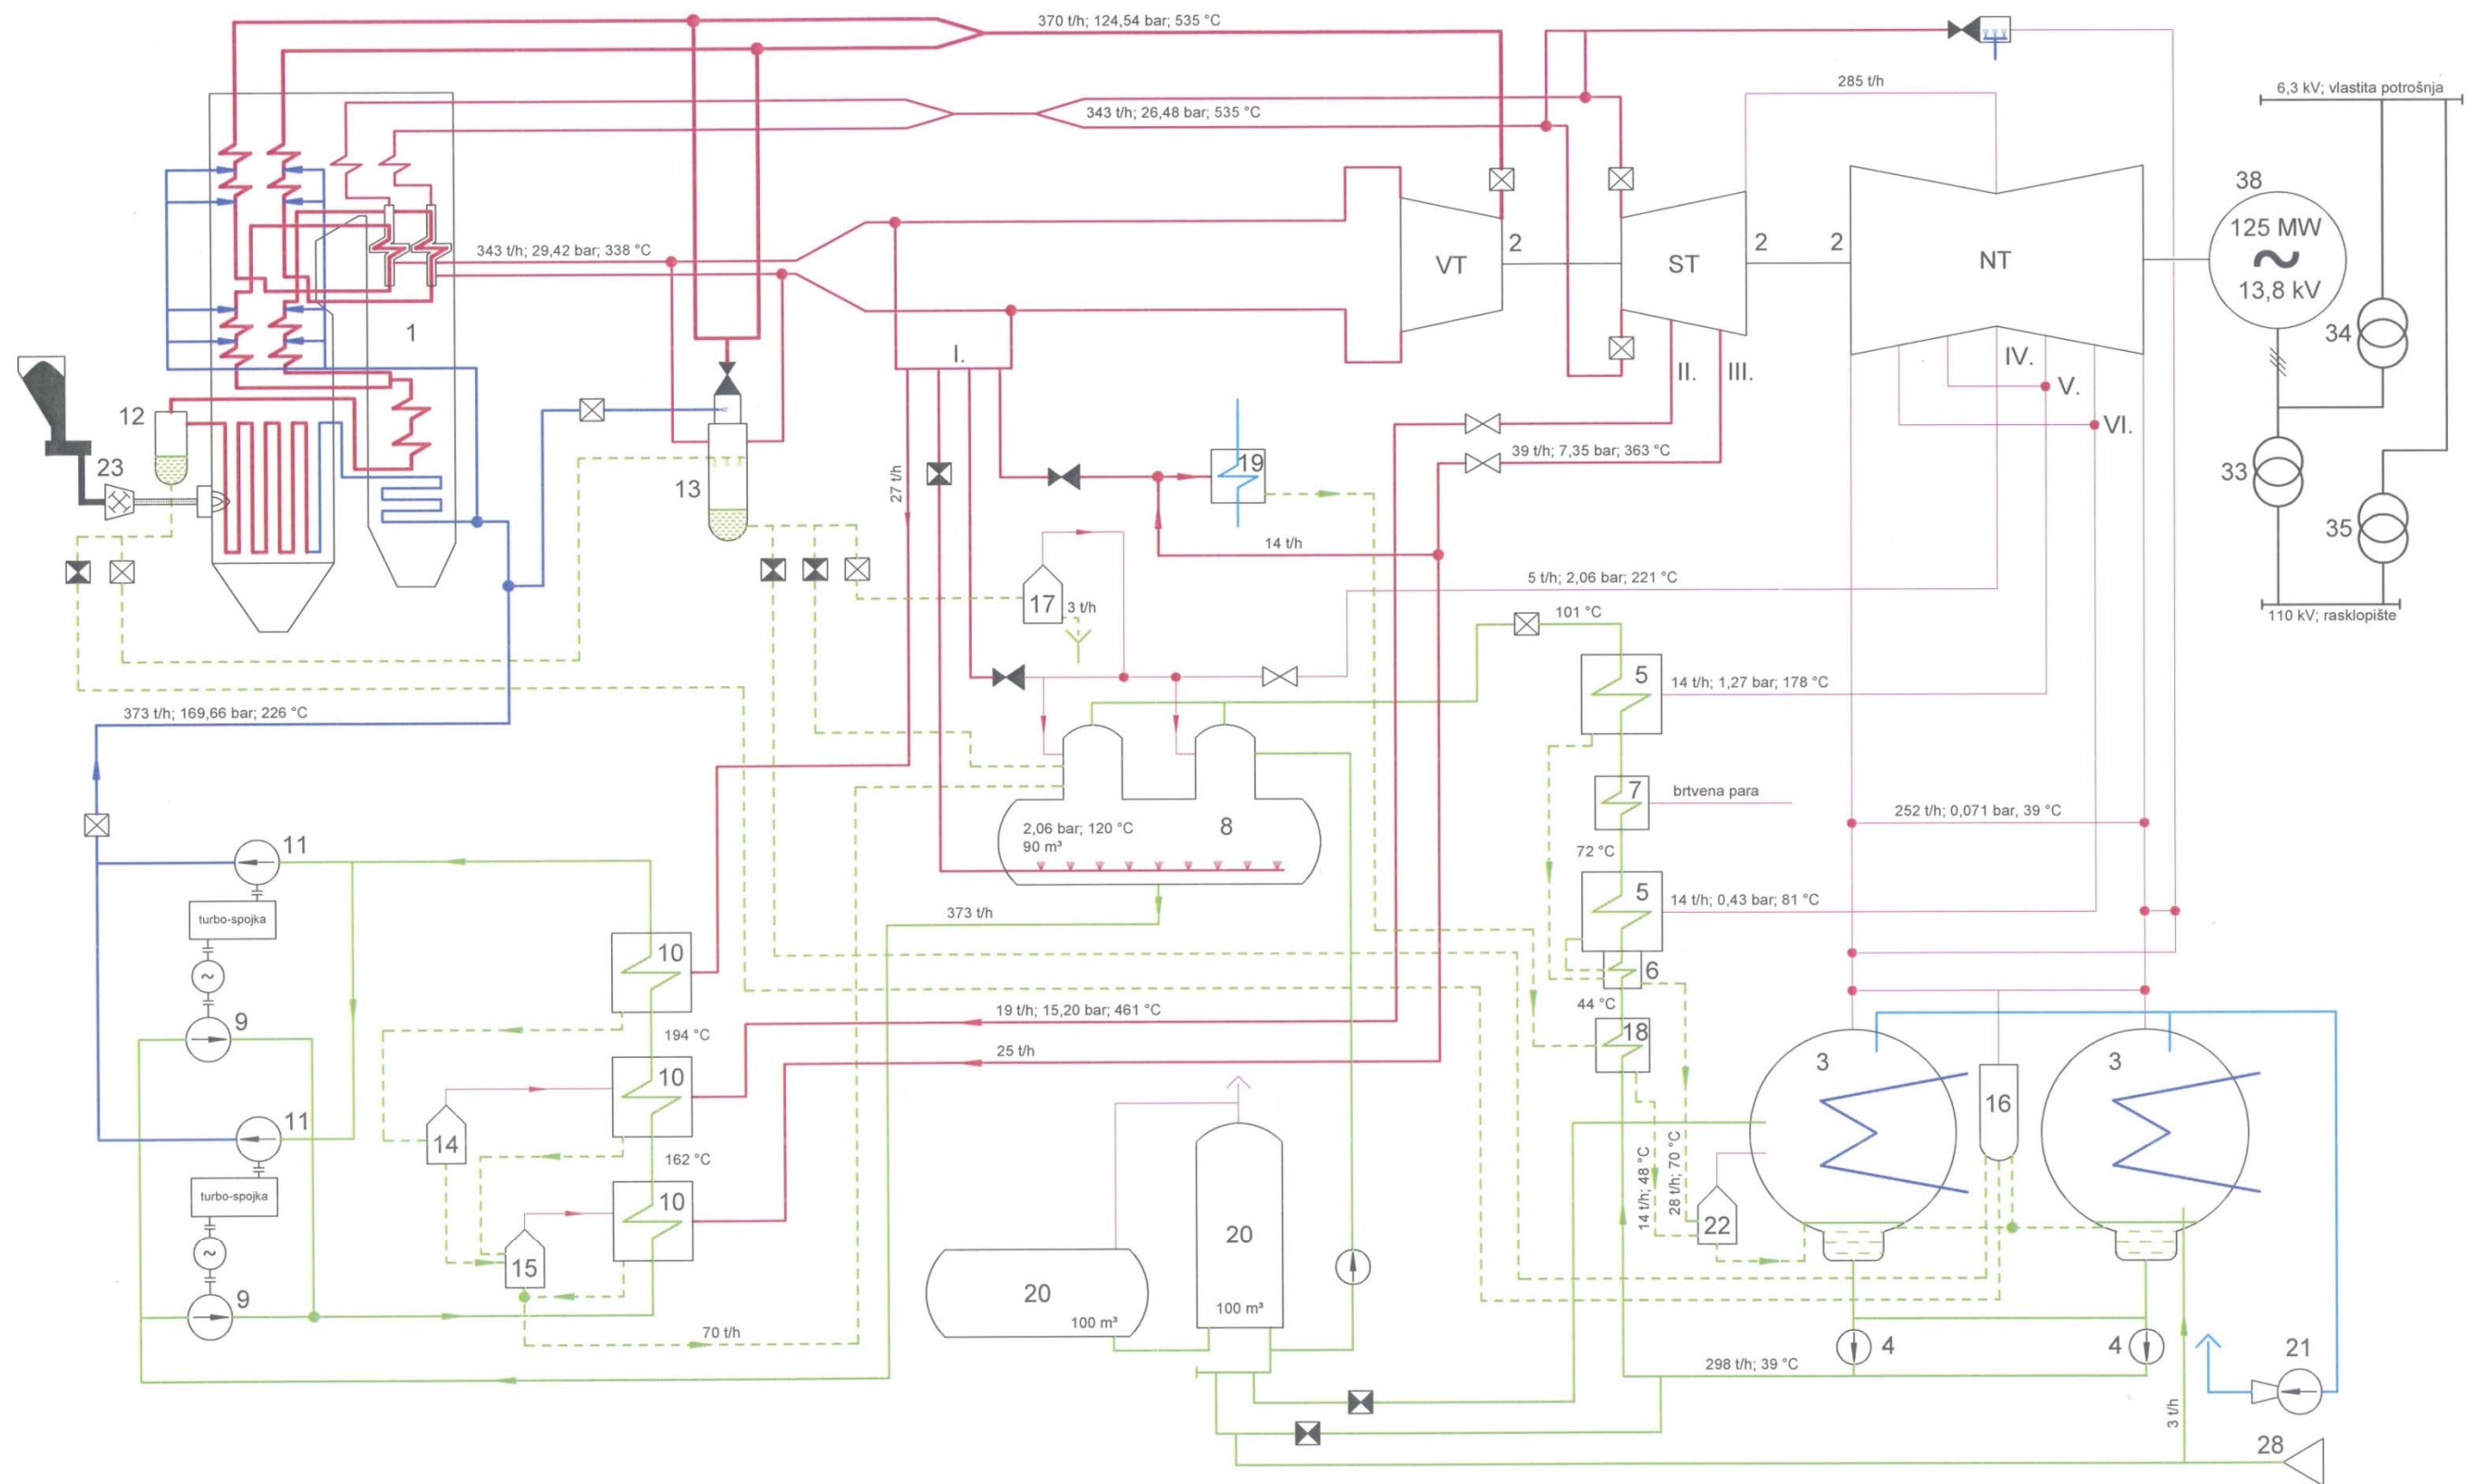 370 t/h; 124,54 bar; 535 °C
285 t/h
6,3 kV; vlastita potrošnja
343 t/h; 26,48 bar; 535 °C
38
125 MW
~
13,8 kV
343 t/h; 29,42 bar; 338 °C
2
2
2
VT
ST
NT
1
34
I.
II.
III.
IV.
V.
VI.
12
23
13
27 t/h
19
39 t/h; 7,35 bar; 363 °C
33
35
14 t/h
5 t/h; 2,06 bar; 221 °C
17
3 t/h
101 °C
110 kV; rasklopište
5
14 t/h; 1,27 bar; 178 °C
373 t/h; 169,66 bar; 226 °C
7
brtvena para
2,06 bar; 120 °C
90 m³
8
252 t/h; 0,071 bar, 39 °C
11
72 °C
5
14 t/h; 0,43 bar; 81 °C
turbo-spojka
373 t/h
10
6
~
44 °C
19 t/h; 15,20 bar; 461 °C
9
194 °C
18
25 t/h
3
3
10
16
11
14
162 °C
14 t/h; 48 °C
28 t/h; 70 °C
turbo-spojka
10
22
~
15
20
20
100 m³
100 m³
9
70 t/h
4
4
21
298 t/h; 39 °C
3 t/h
28